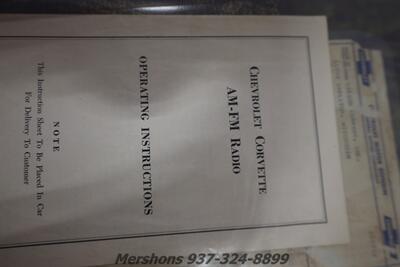 CHEVROLET CORVETTE
AM-FM RADIO
OPERATING INSTRUCTIONS
NOTE
This Instruction Sheet To Be Placed In Car
For Delivery To Customer
Mershons 937-324-8899